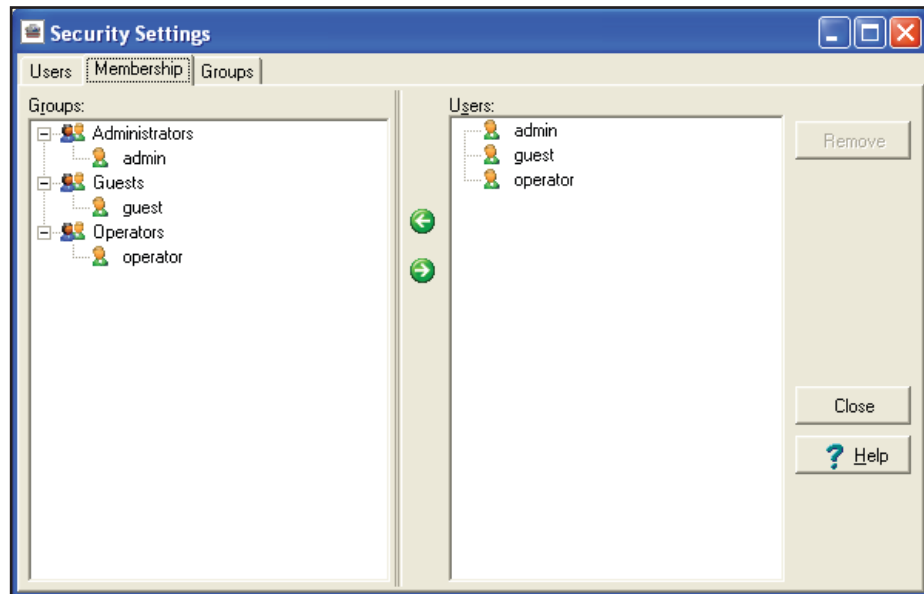 Security Settings
Users Membership Groups
Groups:
Administrators
admin
Guests
guest
Operators
operator
Users:
admin
guest
operator
Remove
Close
? Help